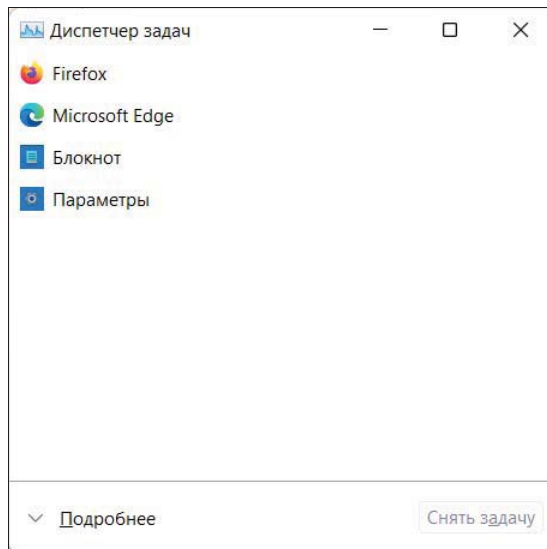 Диспетчер задач
Firefox
Microsoft Edge
Блокнот
Параметры
Подробнее
Снять задачу